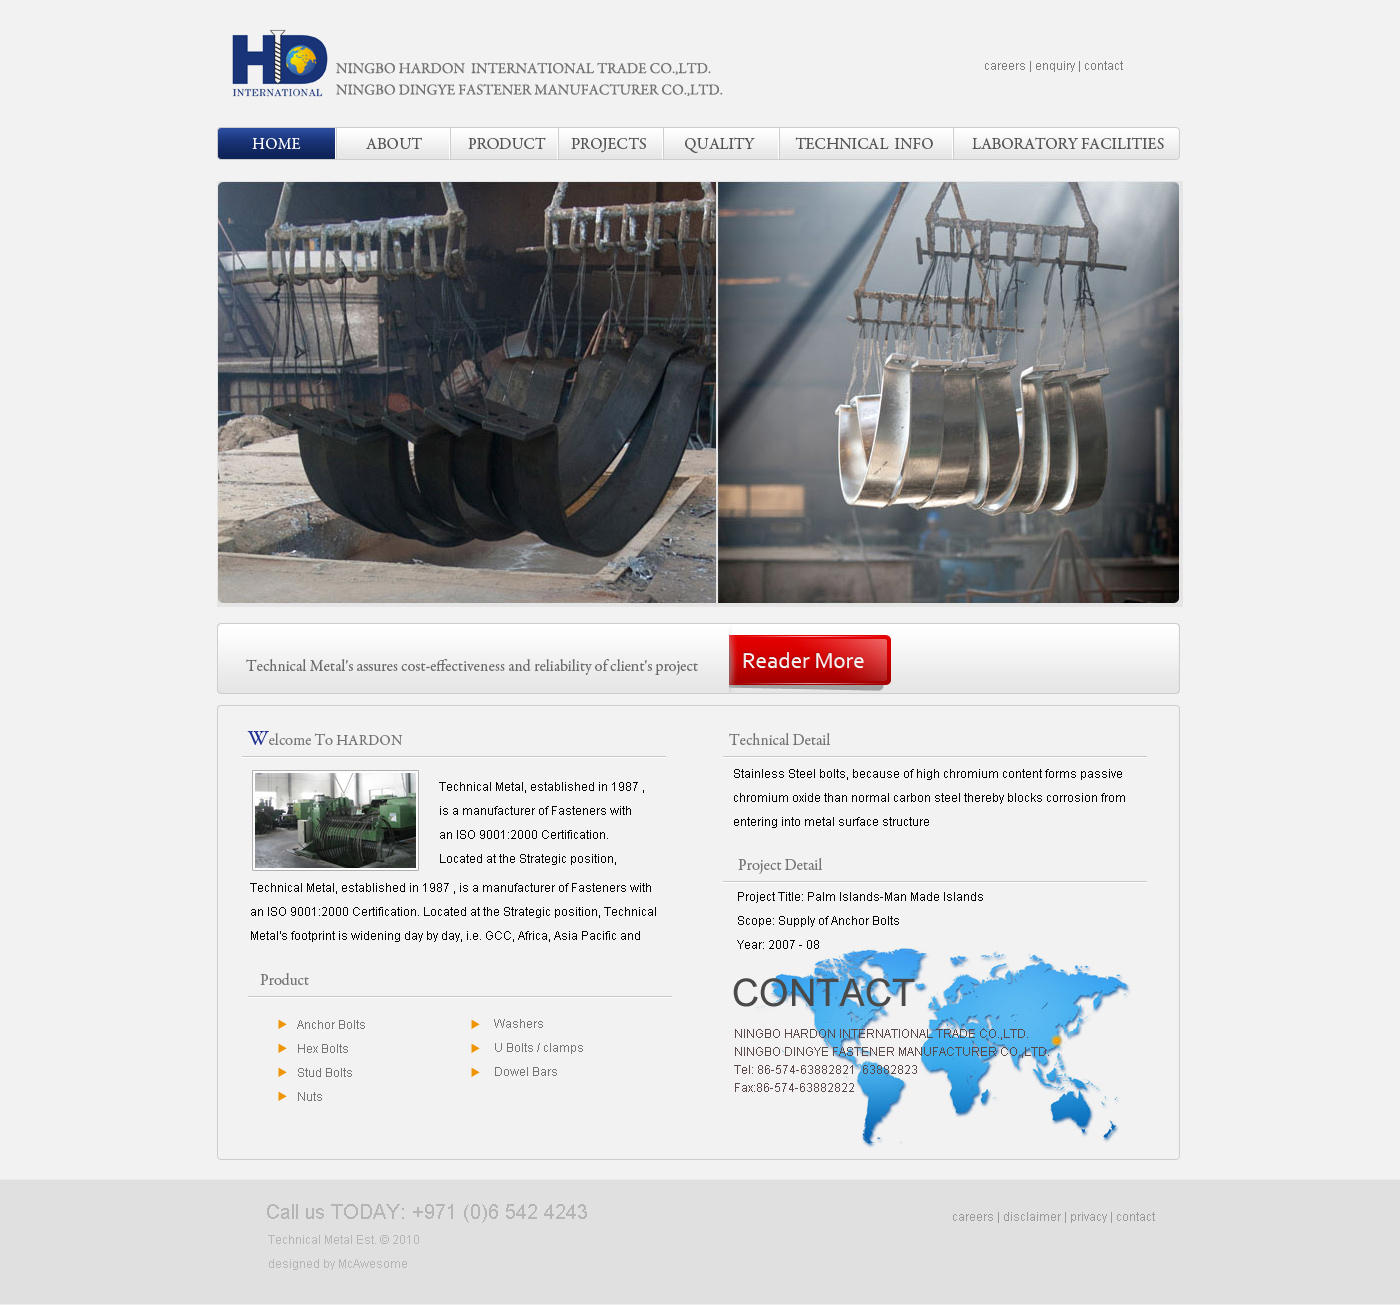 HD
INTERNATIONAL
NINGBO HARDON INTERNATIONAL TRADE CO.,LTD.
NINGBO DINGYE FASTENER MANUFACTURER CO.,LTD.
careers | enquiry | contact
HOME ABOUT PRODUCT PROJECTS QUALITY TECHNICAL INFO LABORATORY FACILITIES
Technical Metal's assures cost-effectiveness and reliability of client's project
Reader More
Welcome To HARDON
Technical Metal, established in 1987 ,
is a manufacturer of Fasteners with
an ISO 9001:2000 Certification.
Located at the Strategic position,
Technical Metal, established in 1987 , is a manufacturer of Fasteners with
an ISO 9001:2000 Certification. Located at the Strategic position, Technical
Metal's footprint is widening day by day, i.e. GCC, Africa, Asia Pacific and
Product
Anchor Bolts
Hex Bolts
Stud Bolts
Nuts
Washers
U Bolts / clamps
Dowel Bars
Technical Detail
Stainless Steel bolts, because of high chromium content forms passive
chromium oxide than normal carbon steel thereby blocks corrosion from
entering into metal surface structure
Project Detail
Project Title: Palm Islands-Man Made Islands
Scope: Supply of Anchor Bolts
Year: 2007 - 08
CONTACT
NINGBO HARDON INTERNATIONAL TRADE CO.,LTD.
NINGBO DINGYE FASTENER MANUFACTURER CO.,LTD.
Tel: 86-574-63882821 63882823
Fax:86-574-63882822
Call us TODAY: +971 (0)6 542 4243
Technical Metal Est. © 2010
designed by McAwesome
careers | disclaimer | privacy | contact